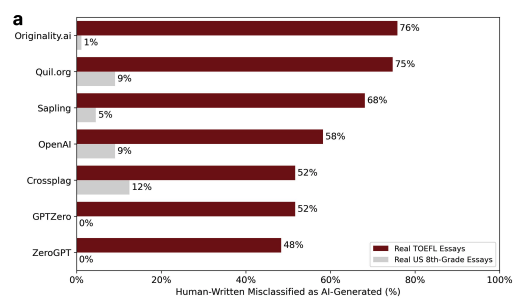 a
Originality.ai
76%
1%
Quil.org
75%
9%
Sapling
68%
5%
OpenAI
58%
9%
Crossplag
52%
12%
GPTZero
52%
0%
ZeroGPT
48%
0%
Real TOEFL Essays
Real US 8th-Grade Essays
0% 20% 40% 60% 80% 100%
Human-Written Misclassified as AI-Generated (%)